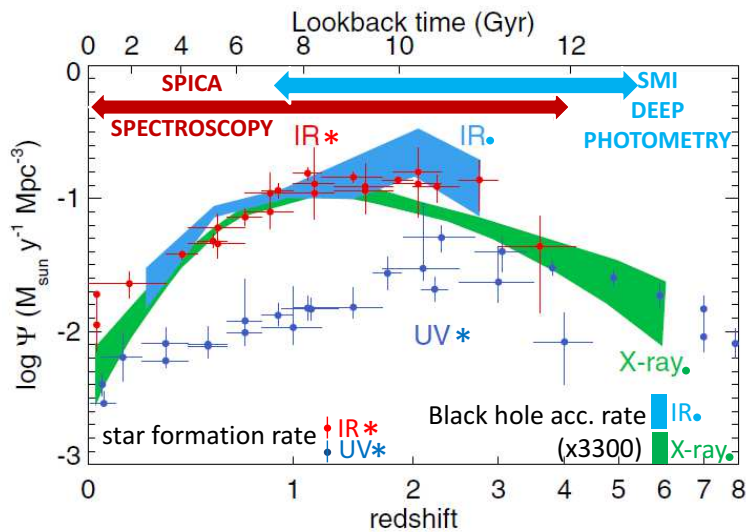 Lookback time (Gyr)
0 2 4 6 8 10 12
0
SPICA
SMI
SPECTROSCOPY
DEEP
PHOTOMETRY
IR*
IR●
-1
log Ψ (M_sun y⁻¹ Mpc⁻³)
-2
UV*
X-ray●
star formation rate
IR*
UV*
Black hole acc. rate
(x3300)
IR●
X-ray●
-3
0 1 2 3 4 5 6 7 8
redshift